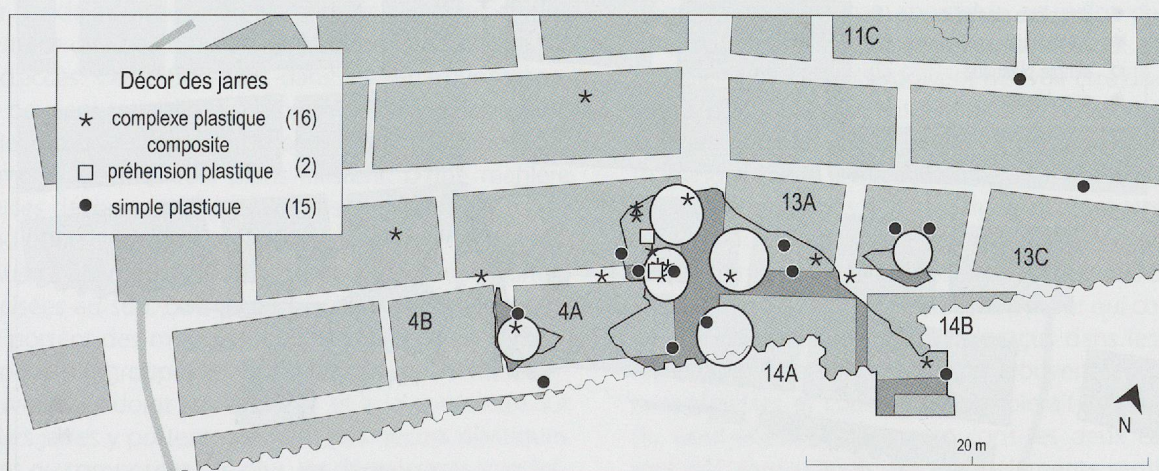 Décor des jarres
complexe plastique (16)
composite
préhension plastique (2)
simple plastique (15)
11C
13A
13C
4B
4A
14B
14A
20 m
N